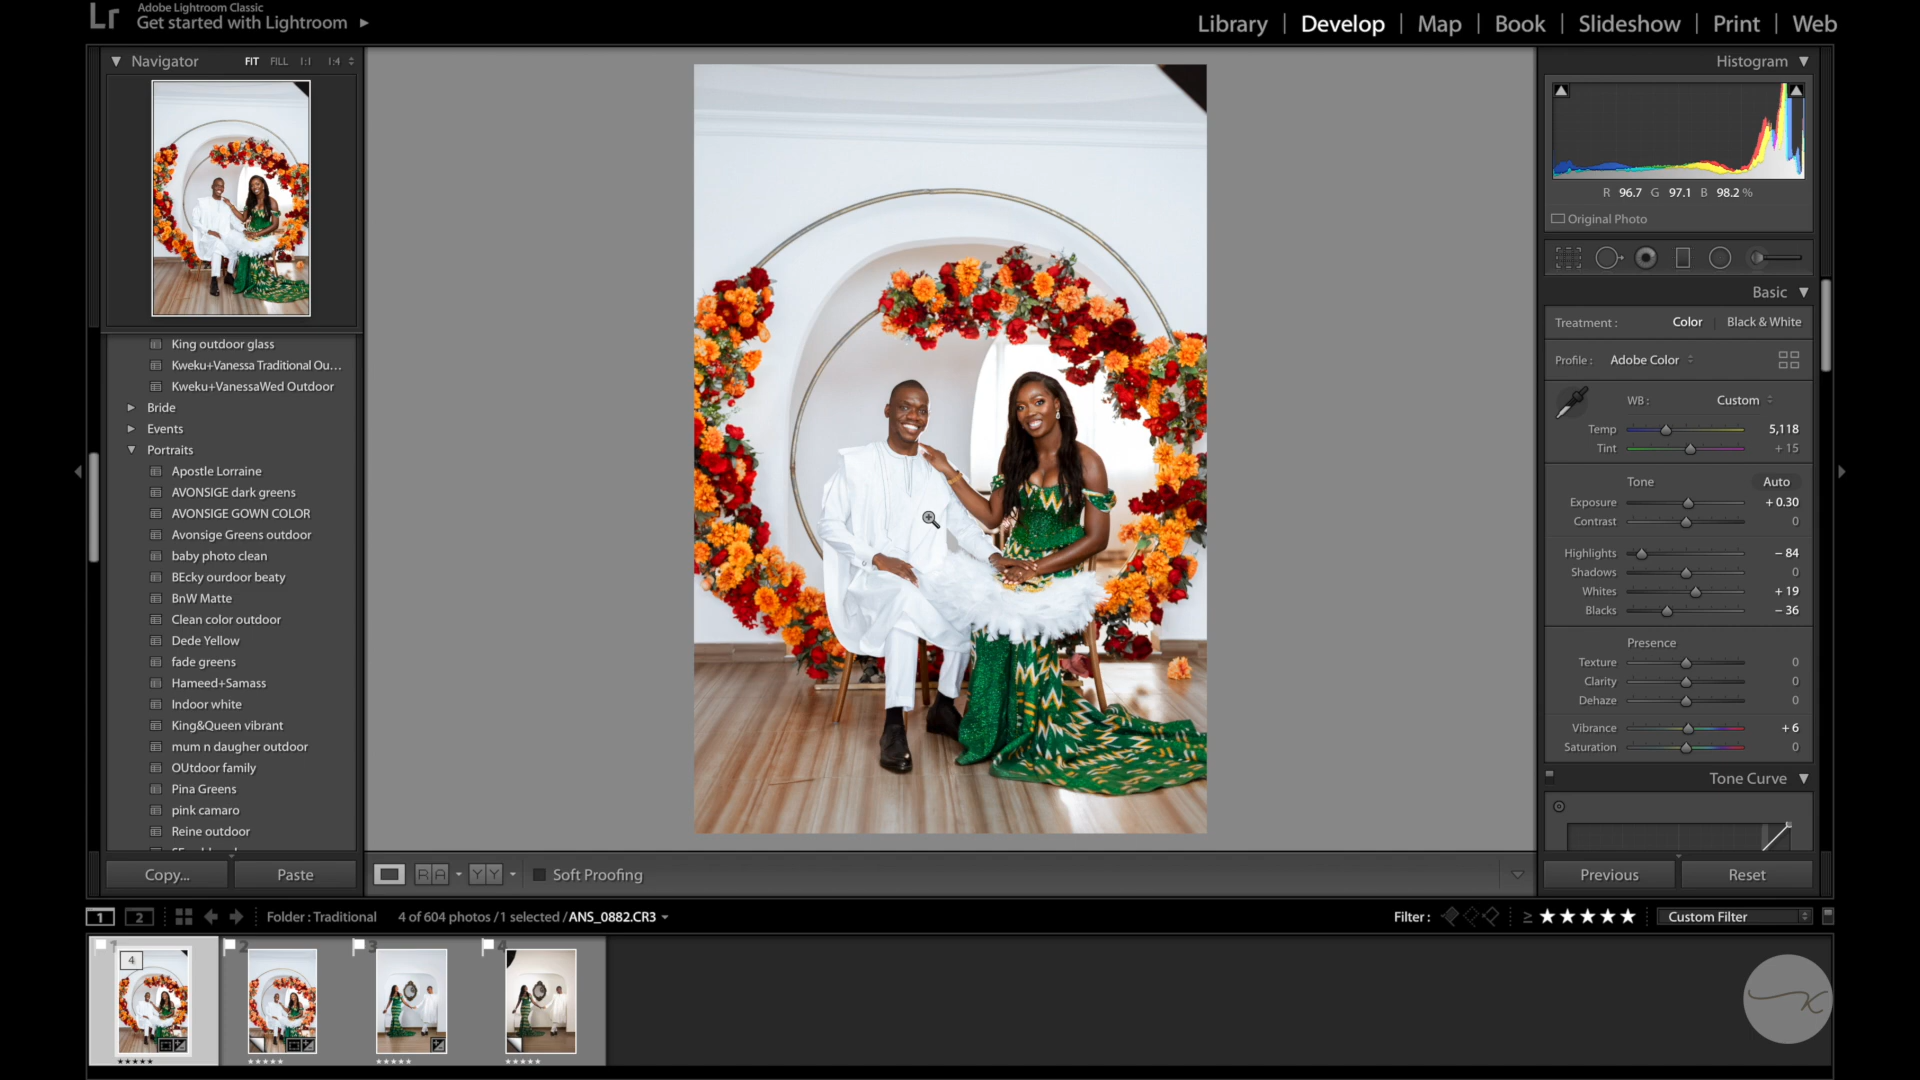 Lr
Adobe Lightroom Classic
Get started with Lightroom
Library | Develop | Map | Book | Slideshow | Print | Web
Navigator FIT FILL 1:1 1:4
King outdoor glass
Kweku+Vanessa Traditional Ou...
Kweku+VanessaWed Outdoor
Bride
Events
Portraits
Apostle Lorraine
AVONSIGE dark greens
AVONSIGE GOWN COLOR
Avonsige Greens outdoor
baby photo clean
BEcky ourdoor beaty
BnW Matte
Clean color outdoor
Dede Yellow
fade greens
Hameed+Samass
Indoor white
King&Queen vibrant
mum n daugher outdoor
OUtdoor family
Pina Greens
pink camaro
Reine outdoor
Copy... Paste
Histogram
R 96.7 G 97.1 B 98.2 %
Original Photo
Basic
Treatment : Color | Black & White
Profile : Adobe Color
WB : Custom
Temp 5,118
Tint + 15
Tone Auto
Exposure + 0.30
Contrast 0
Highlights − 84
Shadows 0
Whites + 19
Blacks − 36
Presence
Texture 0
Clarity 0
Dehaze 0
Vibrance + 6
Saturation 0
Tone Curve
Previous Reset
R A Y Y Soft Proofing
1 2 Folder : Traditional 4 of 604 photos / 1 selected / ANS_0882.CR3
Filter : ≥ ★★★★★ Custom Filter
1 2 3 4
4
★★★★★ ★★★★★ ★★★★★ ★★★★★
K